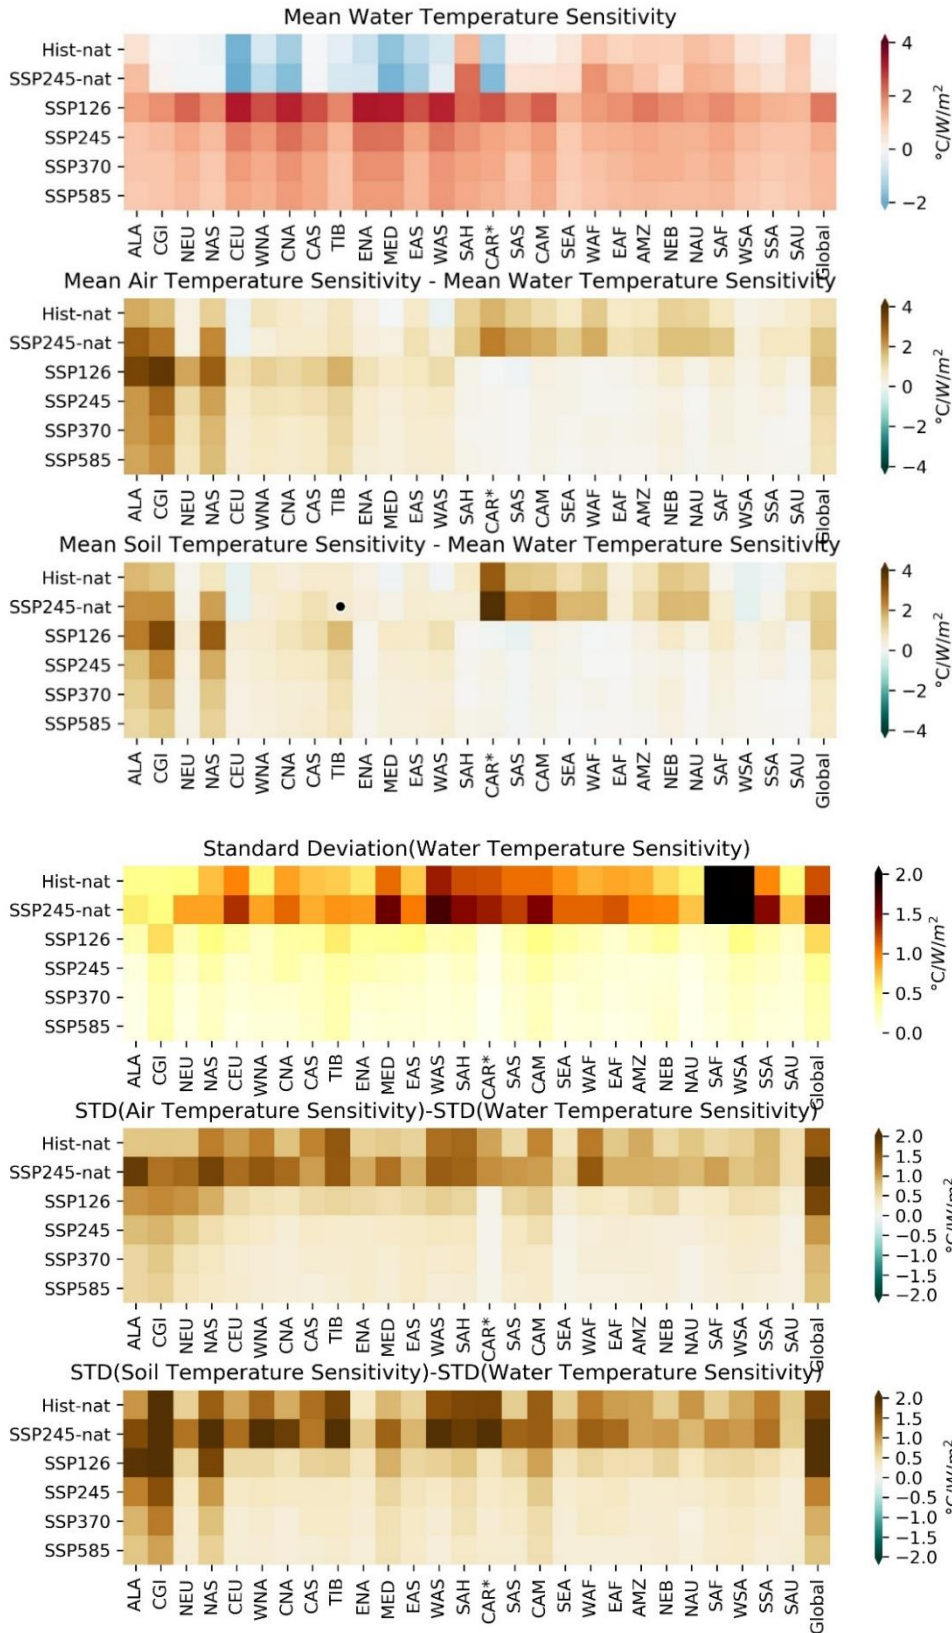 Mean Water Temperature Sensitivity
Hist-nat
SSP245-nat
SSP126
SSP245
SSP370
SSP585
4
2
0
−2
°C/W/m²
ALA CGI NEU NAS CEU WNA CNA CAS TIB ENA MED EAS WAS SAH CAR* SAS CAM SEA WAF EAF AMZ NEB NAU SAF WSA SSA SAU Global
Mean Air Temperature Sensitivity - Mean Water Temperature Sensitivity
Hist-nat
SSP245-nat
SSP126
SSP245
SSP370
SSP585
4
2
0
−2
−4
°C/W/m²
ALA CGI NEU NAS CEU WNA CNA CAS TIB ENA MED EAS WAS SAH CAR* SAS CAM SEA WAF EAF AMZ NEB NAU SAF WSA SSA SAU Global
Mean Soil Temperature Sensitivity - Mean Water Temperature Sensitivity
Hist-nat
SSP245-nat
SSP126
SSP245
SSP370
SSP585
4
2
0
−2
−4
°C/W/m²
ALA CGI NEU NAS CEU WNA CNA CAS TIB ENA MED EAS WAS SAH CAR* SAS CAM SEA WAF EAF AMZ NEB NAU SAF WSA SSA SAU Global
Standard Deviation(Water Temperature Sensitivity)
Hist-nat
SSP245-nat
SSP126
SSP245
SSP370
SSP585
2.0
1.5
1.0
0.5
0.0
°C/W/m²
ALA CGI NEU NAS CEU WNA CNA CAS TIB ENA MED EAS WAS SAH CAR* SAS CAM SEA WAF EAF AMZ NEB NAU SAF WSA SSA SAU Global
STD(Air Temperature Sensitivity)-STD(Water Temperature Sensitivity)
Hist-nat
SSP245-nat
SSP126
SSP245
SSP370
SSP585
2.0
1.5
1.0
0.5
0.0
−0.5
−1.0
−1.5
−2.0
°C/W/m²
ALA CGI NEU NAS CEU WNA CNA CAS TIB ENA MED EAS WAS SAH CAR* SAS CAM SEA WAF EAF AMZ NEB NAU SAF WSA SSA SAU Global
STD(Soil Temperature Sensitivity)-STD(Water Temperature Sensitivity)
Hist-nat
SSP245-nat
SSP126
SSP245
SSP370
SSP585
2.0
1.5
1.0
0.5
0.0
−0.5
−1.0
−1.5
−2.0
°C/W/m²
ALA CGI NEU NAS CEU WNA CNA CAS TIB ENA MED EAS WAS SAH CAR* SAS CAM SEA WAF EAF AMZ NEB NAU SAF WSA SSA SAU Global